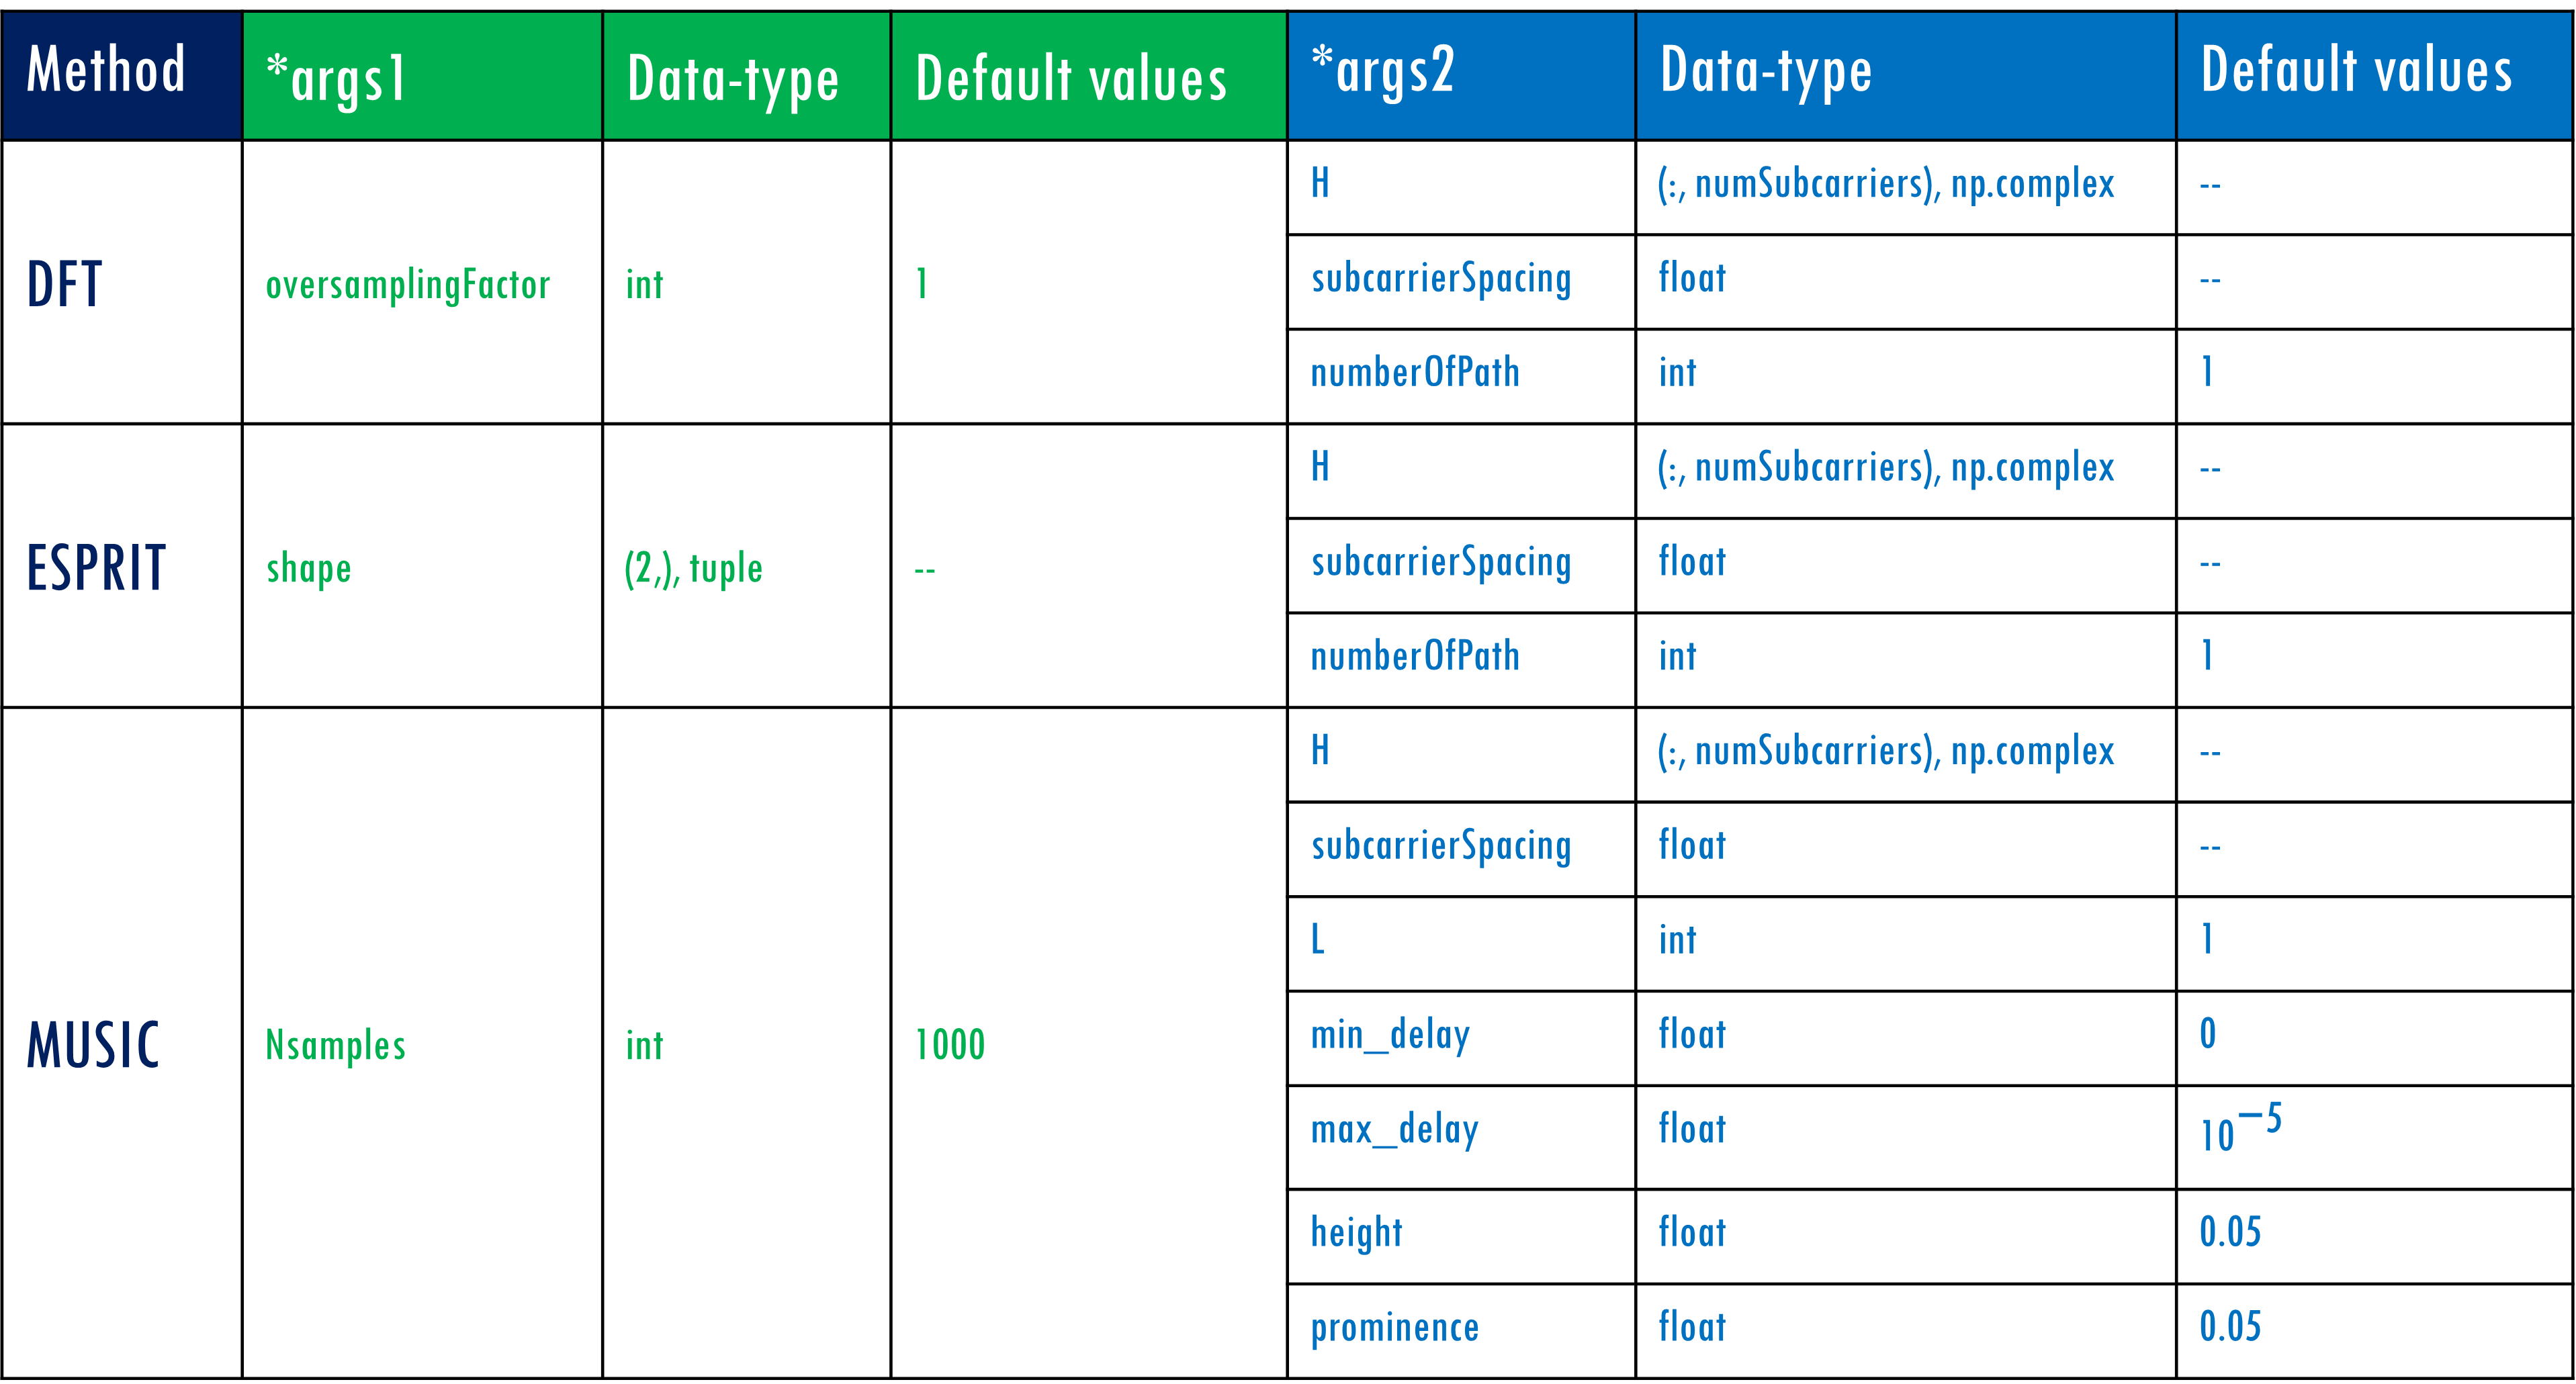 Method *args1 Data-type Default values *args2 Data-type Default values
DFT oversamplingFactor int 1 H (:, numSubcarriers), np.complex --
subcarrierSpacing float --
numberOfPath int 1
ESPRIT shape (2,), tuple -- H (:, numSubcarriers), np.complex --
subcarrierSpacing float --
numberOfPath int 1
MUSIC Nsamples int 1000 H (:, numSubcarriers), np.complex --
subcarrierSpacing float --
L int 1
min_delay float 0
max_delay float 10⁻⁵
height float 0.05
prominence float 0.05